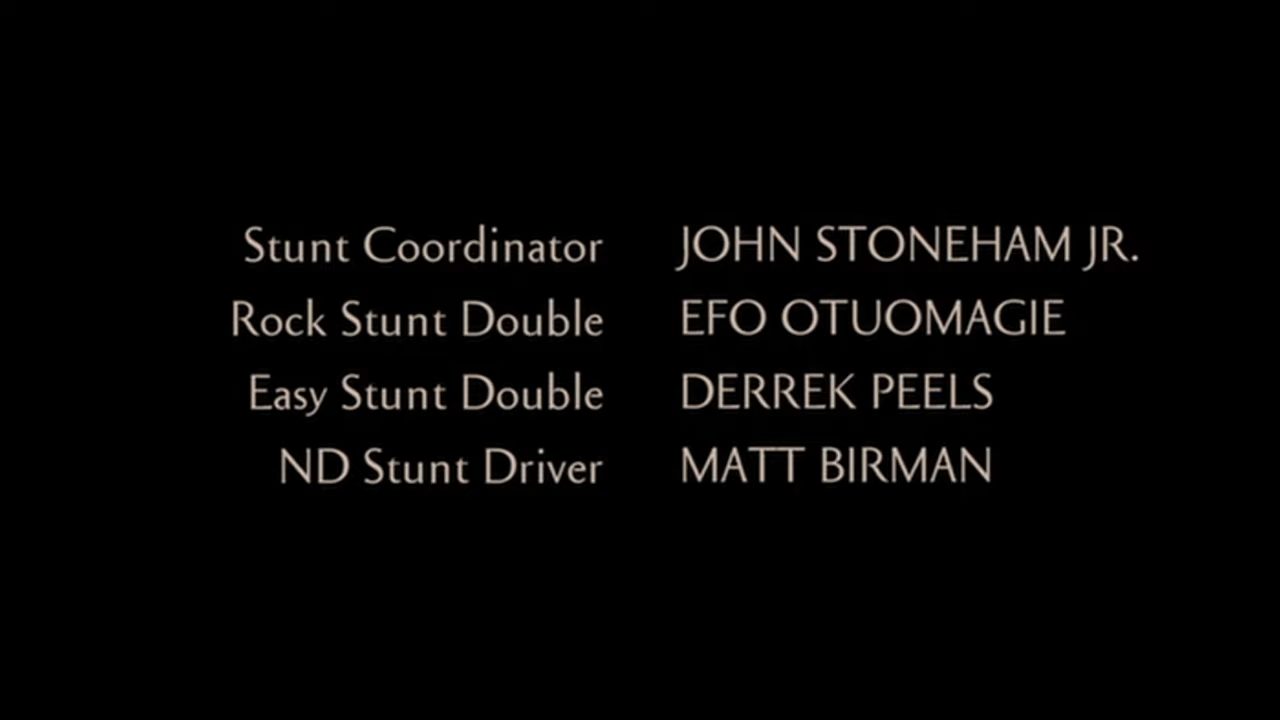 Stunt Coordinator JOHN STONEHAM JR.
Rock Stunt Double EFO OTUOMAGIE
Easy Stunt Double DERREK PEELS
ND Stunt Driver MATT BIRMAN